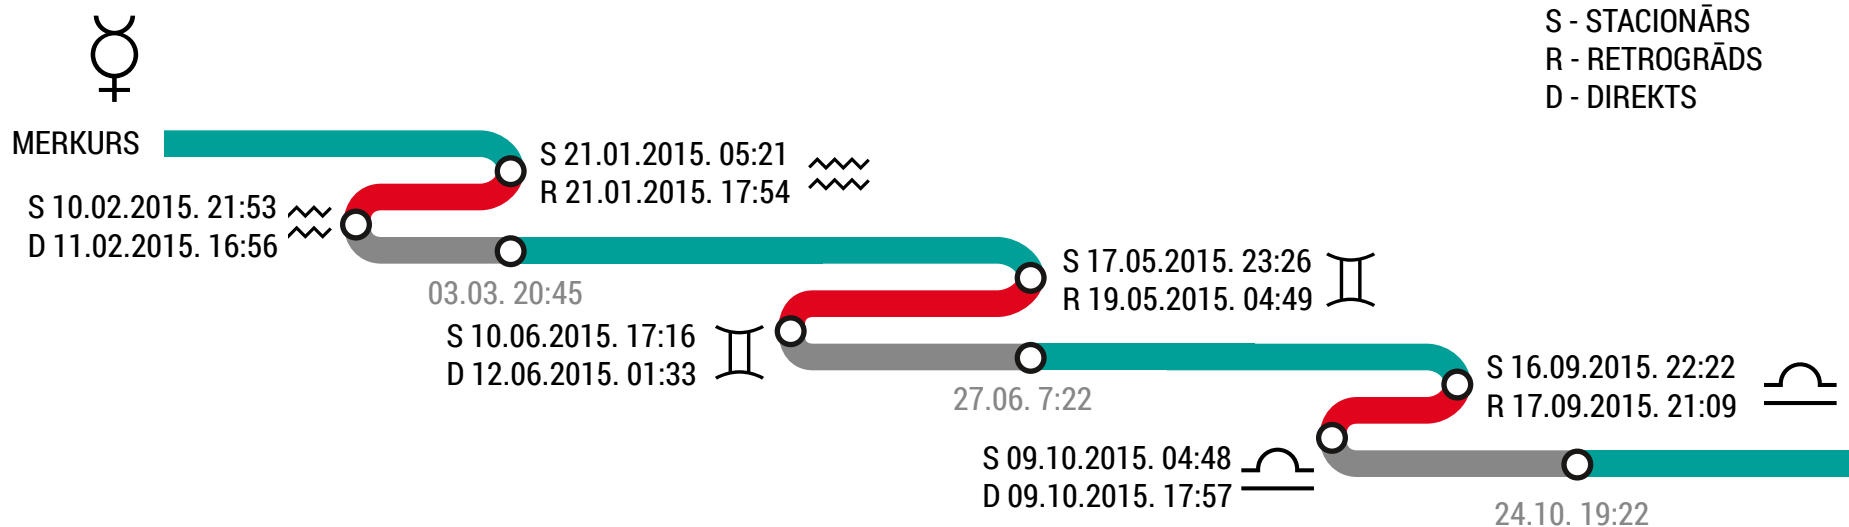 S - STACIONĀRS
R - RETROGRĀDS
D - DIREKTS
MERKURS
S 21.01.2015. 05:21
R 21.01.2015. 17:54
S 10.02.2015. 21:53
D 11.02.2015. 16:56
03.03. 20:45
S 17.05.2015. 23:26
R 19.05.2015. 04:49
S 10.06.2015. 17:16
D 12.06.2015. 01:33
27.06. 7:22
S 16.09.2015. 22:22
R 17.09.2015. 21:09
S 09.10.2015. 04:48
D 09.10.2015. 17:57
24.10. 19:22